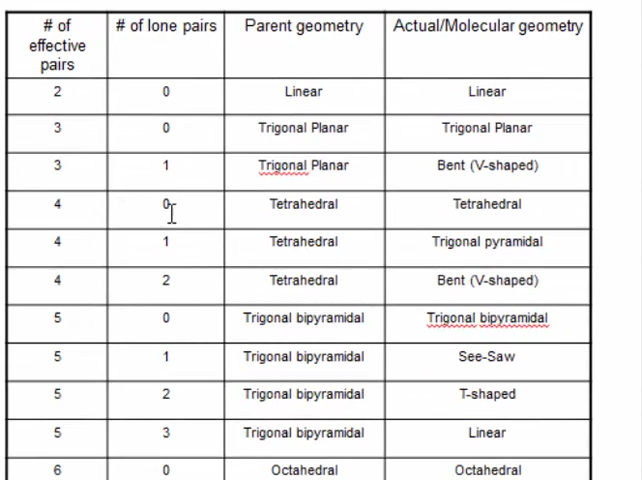 # of effective pairs # of lone pairs Parent geometry Actual/Molecular geometry
2 0 Linear Linear
3 0 Trigonal Planar Trigonal Planar
3 1 Trigonal Planar Bent (V-shaped)
4 0 Tetrahedral Tetrahedral
4 1 Tetrahedral Trigonal pyramidal
4 2 Tetrahedral Bent (V-shaped)
5 0 Trigonal bipyramidal Trigonal bipyramidal
5 1 Trigonal bipyramidal See-Saw
5 2 Trigonal bipyramidal T-shaped
5 3 Trigonal bipyramidal Linear
6 0 Octahedral Octahedral